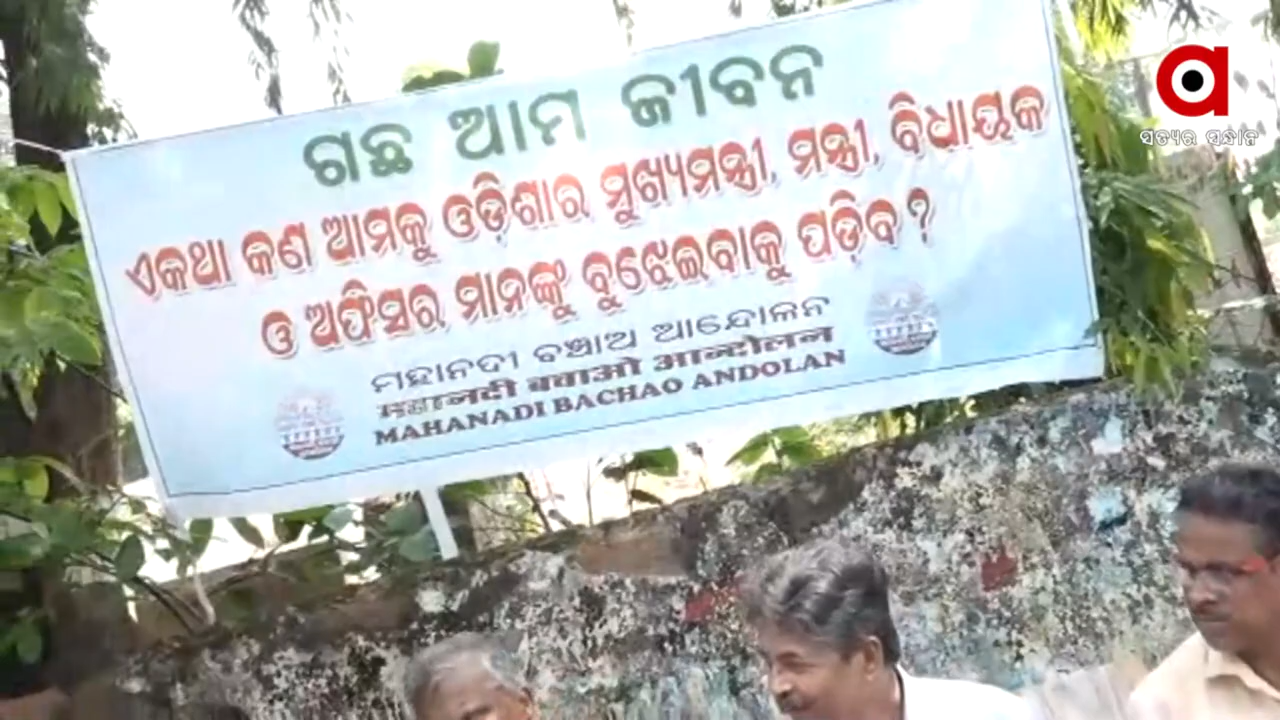 ଗଛ ଆମ ଜୀବନ
ଏକଥା କଣ ଆମକୁ ଓଡ଼ିଶାର ମୁଖ୍ୟମନ୍ତ୍ରୀ, ମନ୍ତ୍ରୀ, ବିଧାୟକ
ଓ ଅଫିସର ମାନଙ୍କୁ ବୁଝେଇବାକୁ ପଡ଼ିବ ?
ମହାନଦୀ ବଞ୍ଚାଅ ଆନ୍ଦୋଳନ
महानदी बचाओ आन्दोलन
MAHANADI BACHAO ANDOLAN
a
ସତ୍ୟର ସନ୍ଧାନ